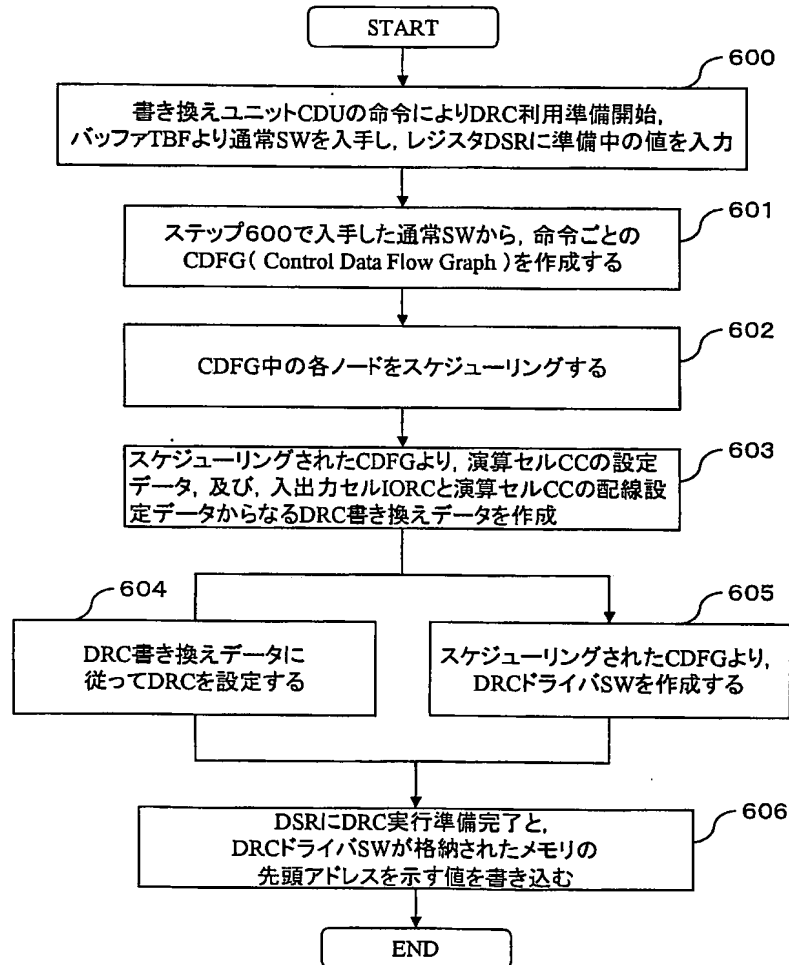 START
600
書き換えユニットCDUの命令によりDRC利用準備開始,
バッファTBFより通常SWを入手し, レジスタDSRに準備中の値を入力
601
ステップ600で入手した通常SWから, 命令ごとの
CDFG( Control Data Flow Graph )を作成する
602
CDFG中の各ノードをスケジューリングする
603
スケジューリングされたCDFGより, 演算セルCCの設定
データ, 及び, 入出力セルIORCと演算セルCCの配線設
定データからなるDRC書き換えデータを作成
604
DRC書き換えデータに
従ってDRCを設定する
605
スケジューリングされたCDFGより,
DRCドライバSWを作成する
606
DSRにDRC実行準備完了と,
DRCドライバSWが格納されたメモリの
先頭アドレスを示す値を書き込む
END